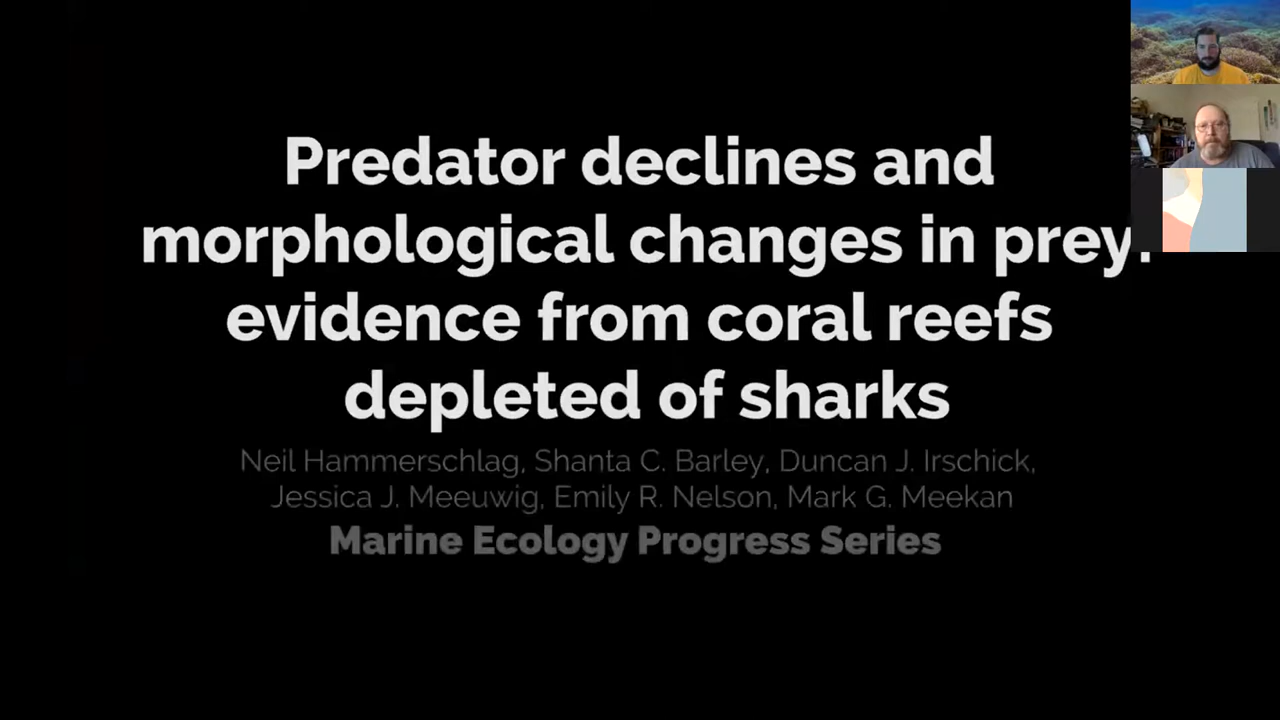 Predator declines and
morphological changes in prey:
evidence from coral reefs
depleted of sharks
Neil Hammerschlag, Shanta C. Barley, Duncan J. Irschick,
Jessica J. Meeuwig, Emily R. Nelson, Mark G. Meekan
Marine Ecology Progress Series